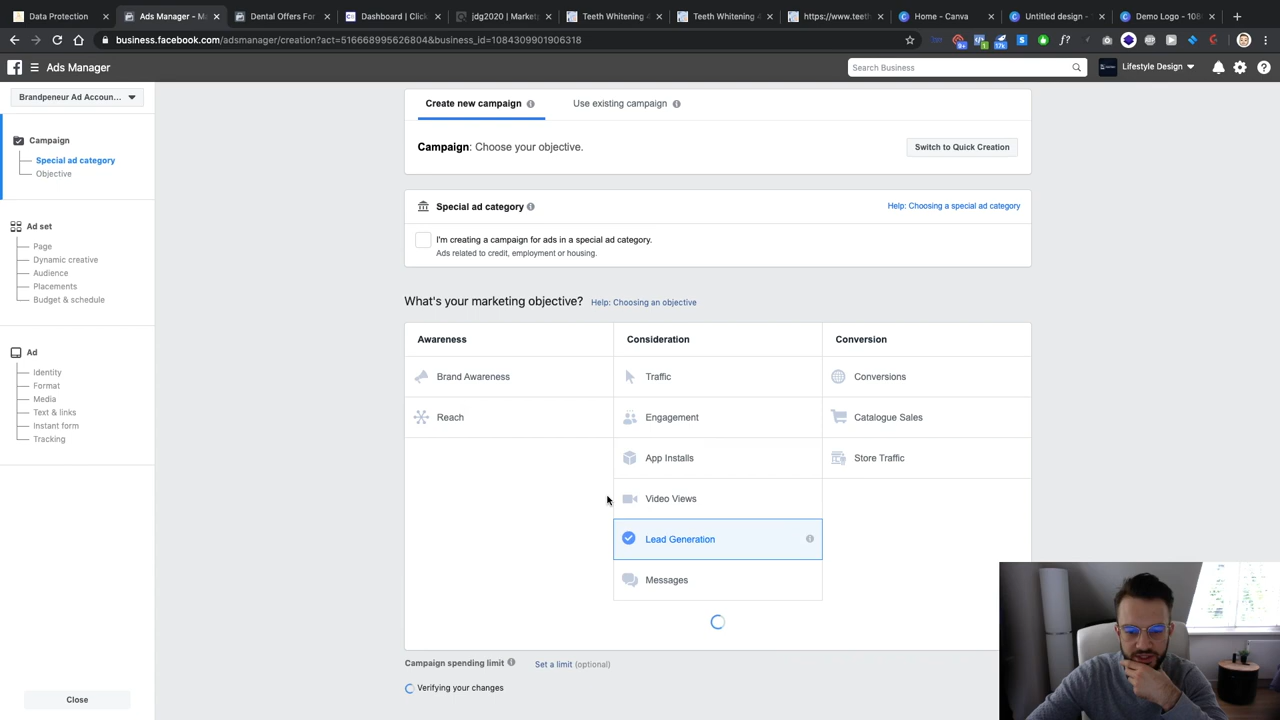 Data Protection
Ads Manager - M
Dental Offers For
Dashboard | Click
jdg2020 | Market
Teeth Whitening 4
Teeth Whitening 4
https://www.teet
Home - Canva
Untitled design -
Demo Logo - 108
business.facebook.com/adsmanager/creation?act=516668995626804&business_id=1084309901906318
Ads Manager
Search Business
Lifestyle Design
Brandpeneur Ad Accoun...
Campaign
Special ad category
Objective
Ad set
Page
Dynamic creative
Audience
Placements
Budget & schedule
Ad
Identity
Format
Media
Text & links
Instant form
Tracking
Close
Create new campaign
Use existing campaign
Campaign: Choose your objective.
Switch to Quick Creation
Special ad category
Help: Choosing a special ad category
I'm creating a campaign for ads in a special ad category.
Ads related to credit, employment or housing.
What's your marketing objective? Help: Choosing an objective
Awareness
Consideration
Conversion
Brand Awareness
Traffic
Conversions
Reach
Engagement
Catalogue Sales
App Installs
Store Traffic
Video Views
Lead Generation
Messages
Campaign spending limit
Set a limit (optional)
Verifying your changes